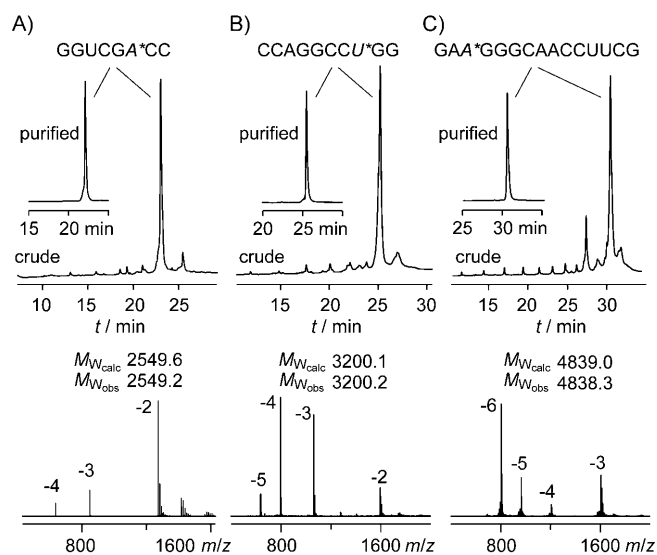 A)
GGUCGA*CC
purified
15 20 min
crude
10 15 20 25
t / min
MWcalc 2549.6
MWobs 2549.2
-4
-3
-2
800 1600 m/z
B)
CCAGGCCU*GG
purified
20 25 min
crude
15 20 25 30
t / min
MWcalc 3200.1
MWobs 3200.2
-5
-4
-3
-2
800 1600 m/z
C)
GAA*GGGCAACCUUCG
purified
25 30 min
crude
15 20 25 30
t / min
MWcalc 4839.0
MWobs 4838.3
-6
-5
-4
-3
800 1600 m/z